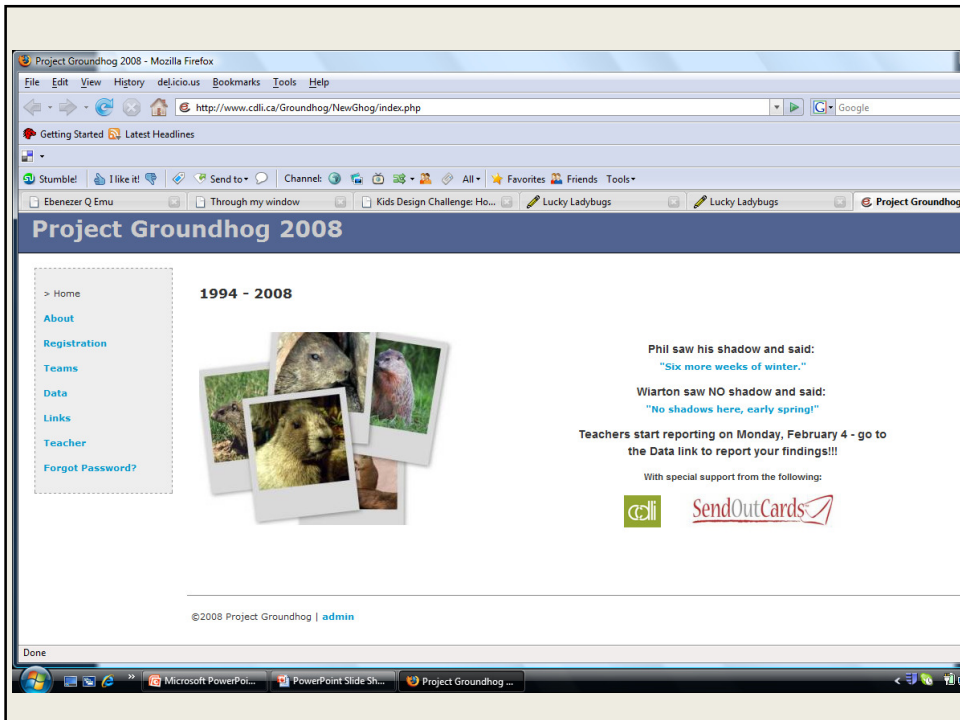 Project Groundhog 2008 - Mozilla Firefox
File Edit View History del.icio.us Bookmarks Tools Help
http://www.cdli.ca/Groundhog/NewGhog/index.php
G Google
Getting Started Latest Headlines
Stumble! I like it! Send to Channel: All Favorites Friends Tools
Ebenezer Q Emu Through my window Kids Design Challenge: Ho... Lucky Ladybugs Lucky Ladybugs Project Groundhog
Project Groundhog 2008
> Home
About
Registration
Teams
Data
Links
Teacher
Forgot Password?
1994 - 2008
Phil saw his shadow and said:
"Six more weeks of winter."
Wiarton saw NO shadow and said:
"No shadows here, early spring!"
Teachers start reporting on Monday, February 4 - go to
the Data link to report your findings!!!
With special support from the following:
cdli SendOutCards
©2008 Project Groundhog | admin
Done
Microsoft PowerPoi... PowerPoint Slide Sh... Project Groundhog ...